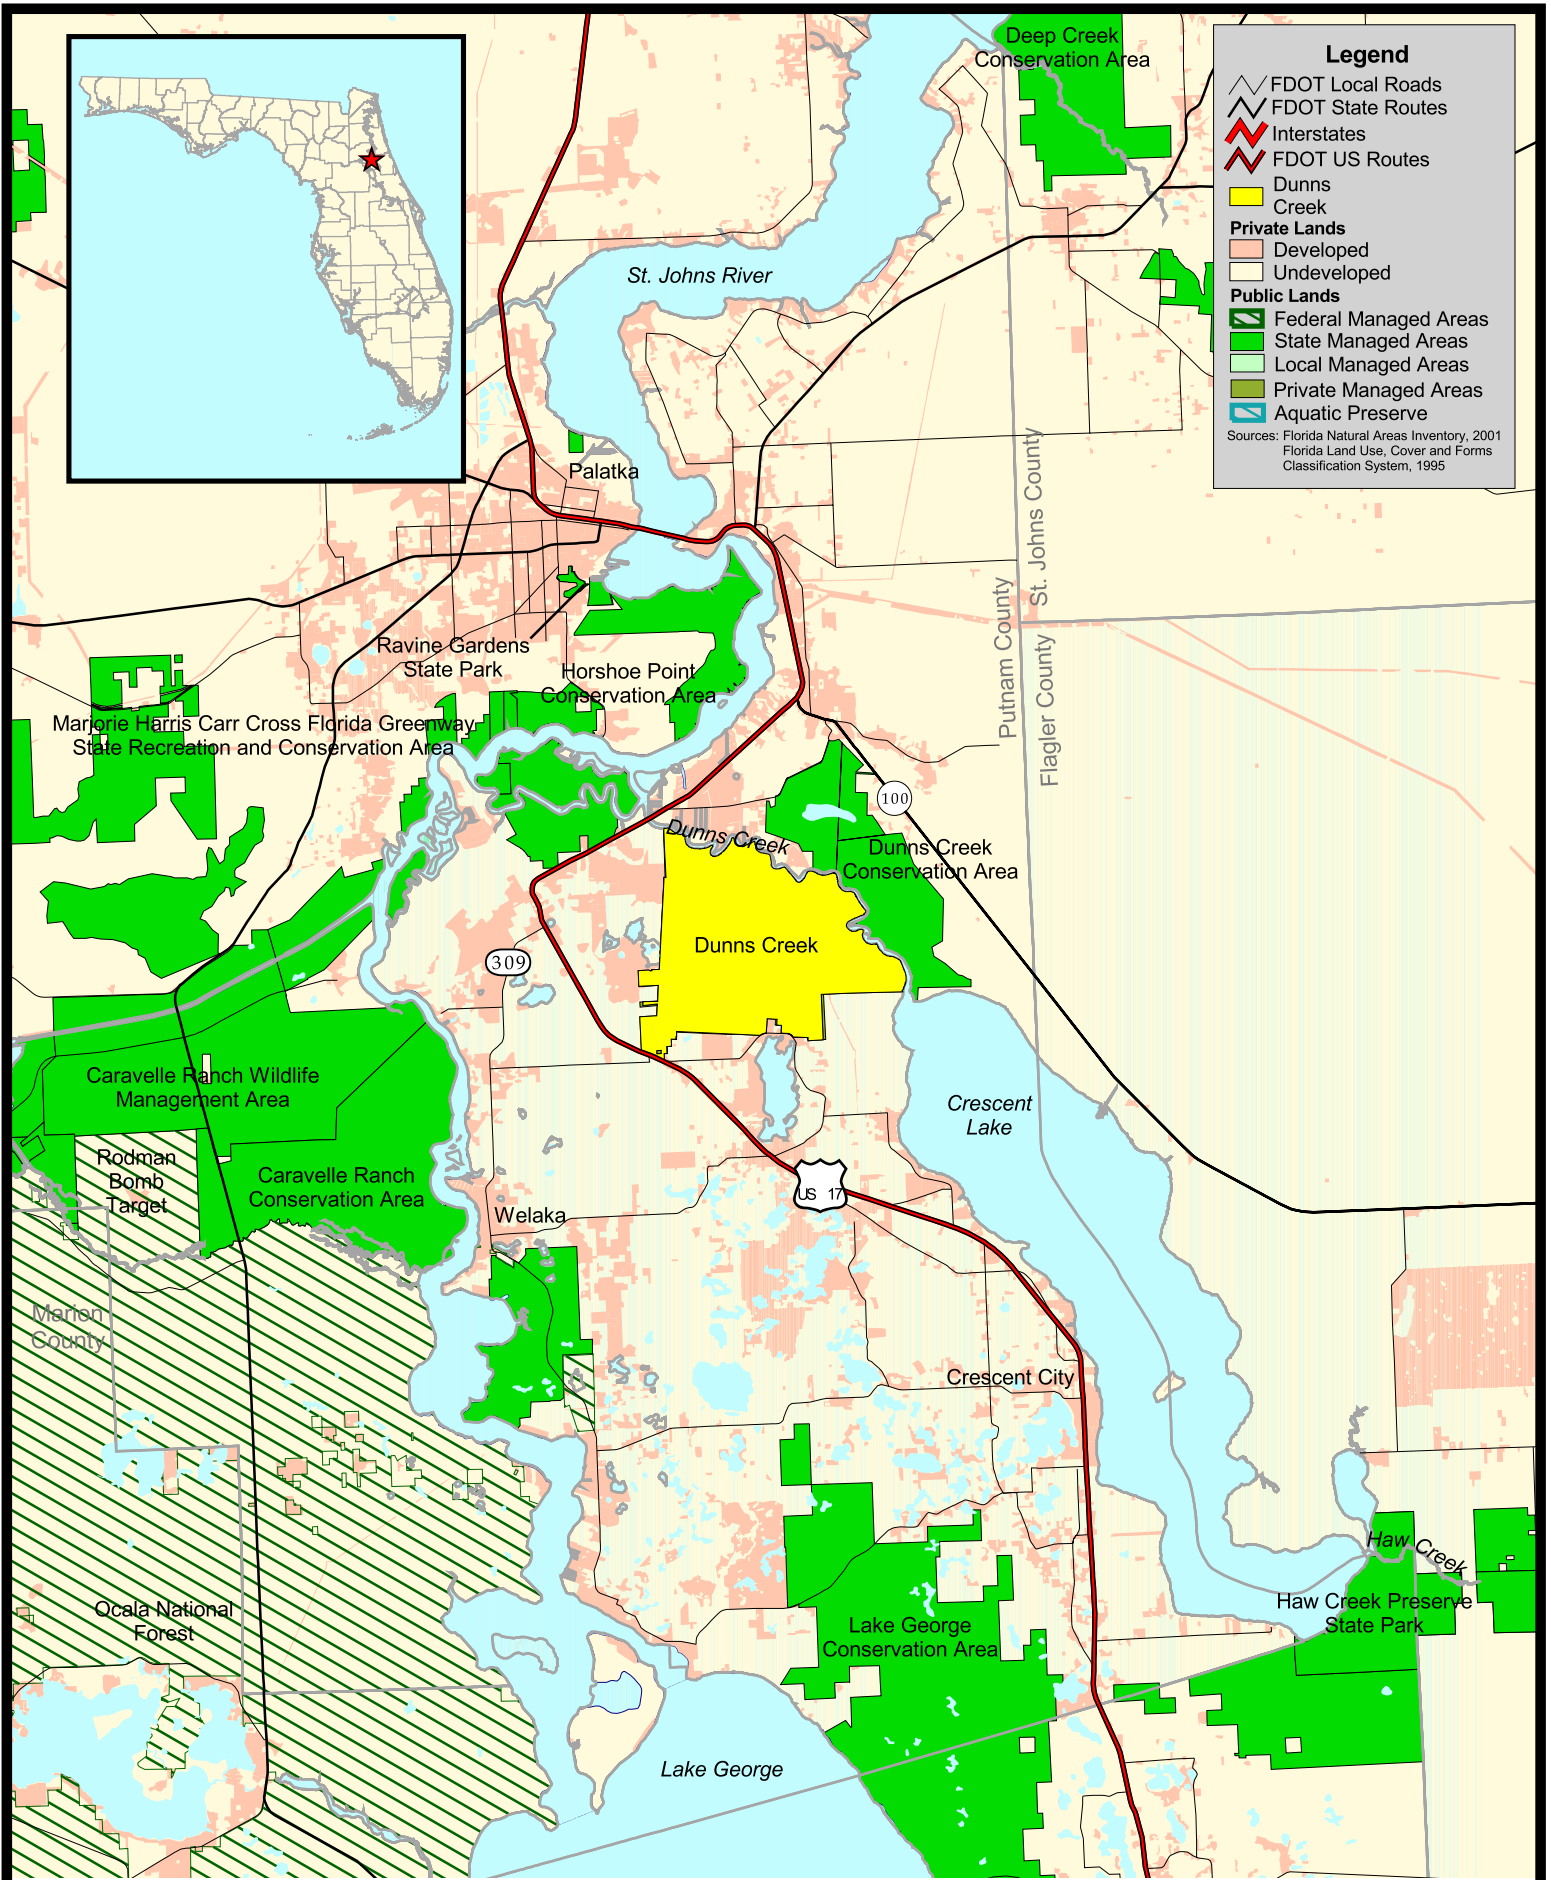 Deep Creek
Conservation Area
Legend
FDOT Local Roads
FDOT State Routes
Interstates
FDOT US Routes
Dunns
Creek
Private Lands
Developed
Undeveloped
Public Lands
Federal Managed Areas
State Managed Areas
Local Managed Areas
Private Managed Areas
Aquatic Preserve
Sources: Florida Natural Areas Inventory, 2001
Florida Land Use, Cover and Forms
Classification System, 1995
St. Johns River
Palatka
St. Johns County
Putnam County
Flagler County
Ravine Gardens
State Park
Horshoe Point
Conservation Area
Marjorie Harris Carr Cross Florida Greenway
State Recreation and Conservation Area
100
Dunns Creek
Dunns Creek
Conservation Area
Dunns Creek
309
Caravelle Ranch Wildlife
Management Area
Crescent
Lake
Rodman
Bomb
Target
Caravelle Ranch
Conservation Area
US 17
Welaka
Marion
County
Crescent City
Haw Creek
Haw Creek Preserve
State Park
Ocala National
Forest
Lake George
Conservation Area
Lake George